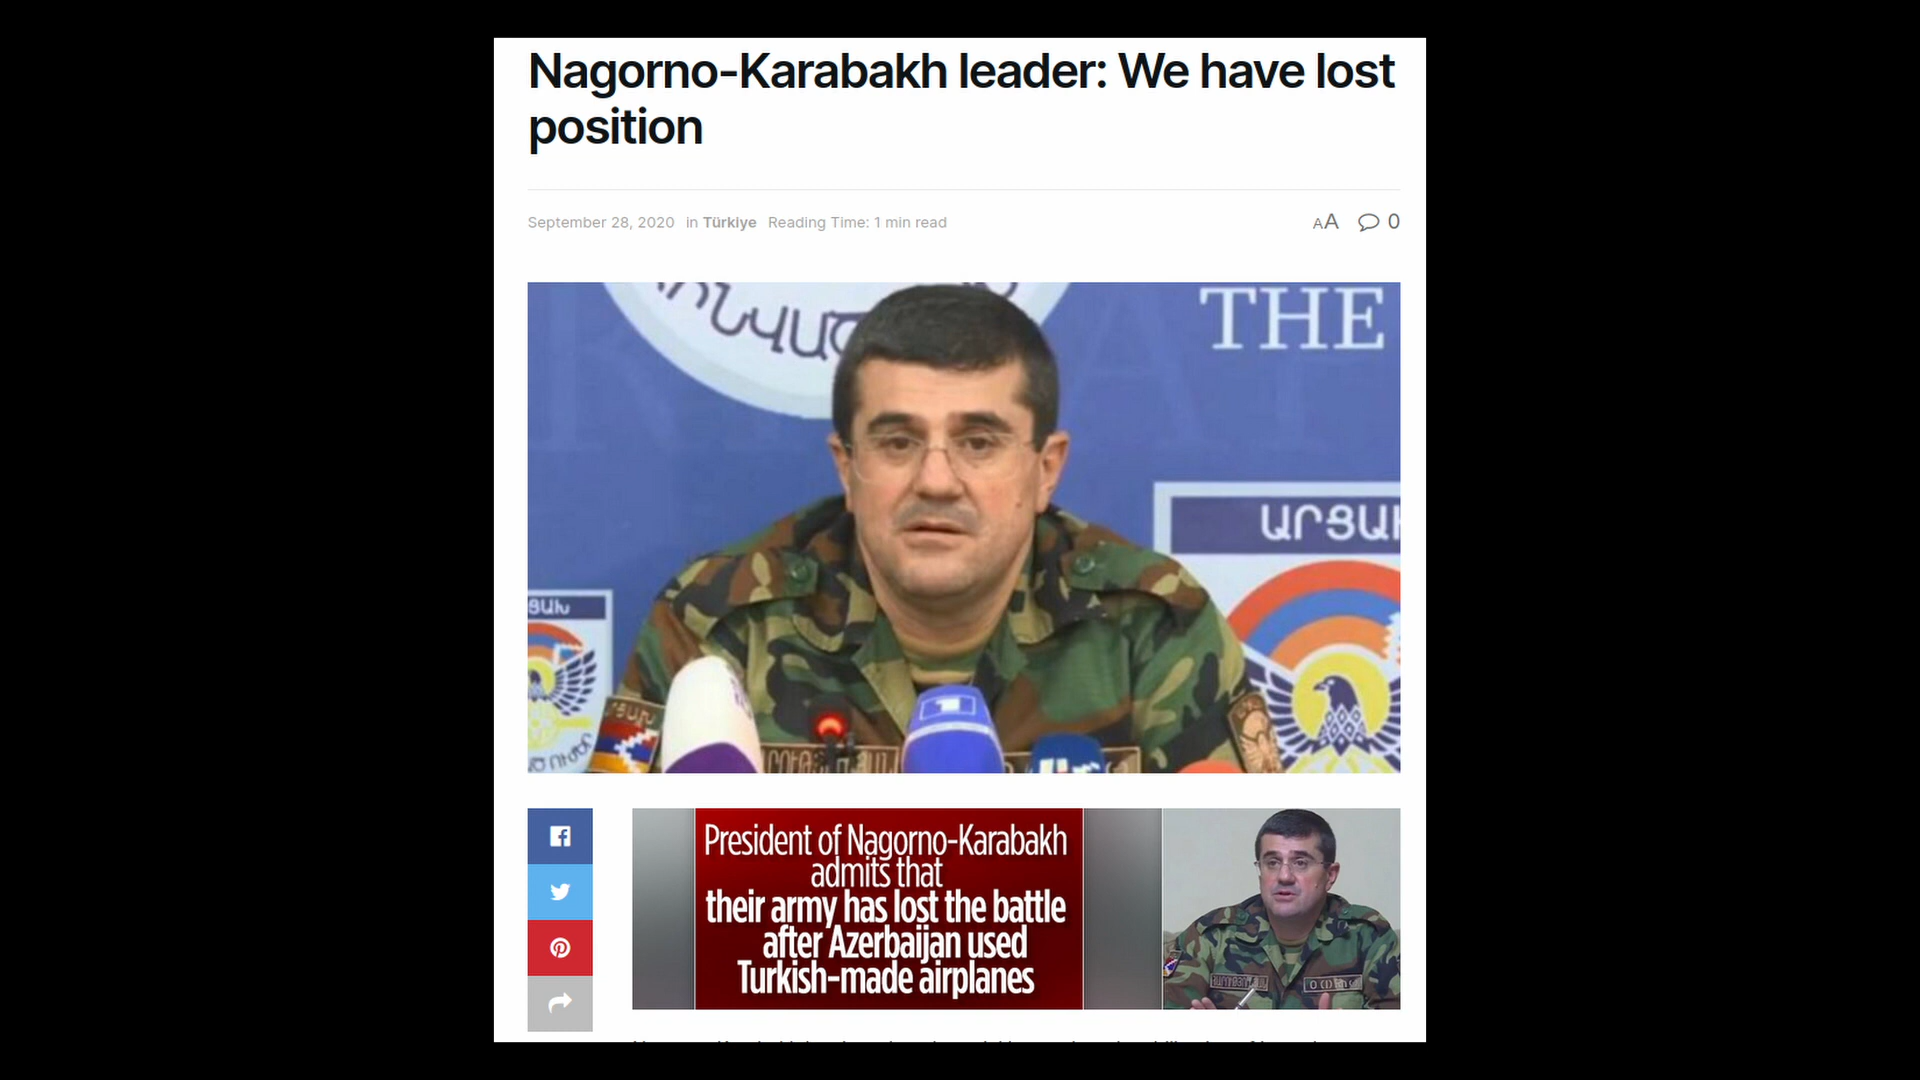 Nagorno-Karabakh leader: We have lost
position
September 28, 2020 in Türkiye Reading Time: 1 min read
AA 0
THE
ԱՐՑԱԽ
President of Nagorno-Karabakh
admits that
their army has lost the battle
after Azerbaijan used
Turkish-made airplanes